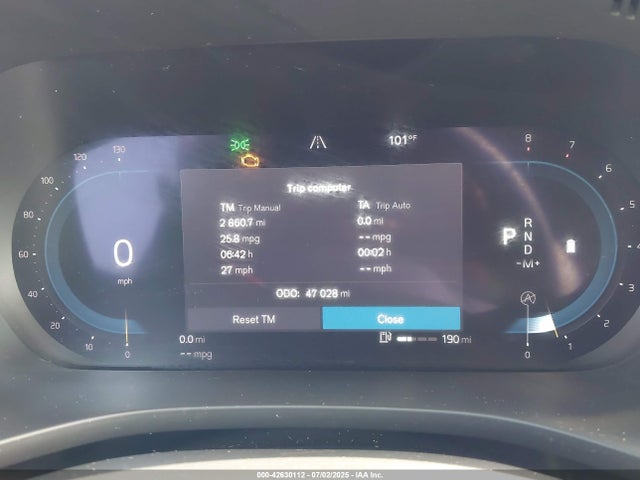 101°F
Trip computer
TM Trip Manual
2 860.7 mi
25.8 mpg
06:42 h
27 mph
TA Trip Auto
0.0 mi
-- mpg
00:02 h
-- mph
ODO: 47 028 mi
Reset TM
Close
130
120
100
80
60
40
20
10
0
0
mph
8
7
6
5
4
3
2
1
0
P
R
N
D
-M+
A
0.0 mi
-- mpg
190 mi
000-42630112 - 07/02/2025 - IAA Inc.